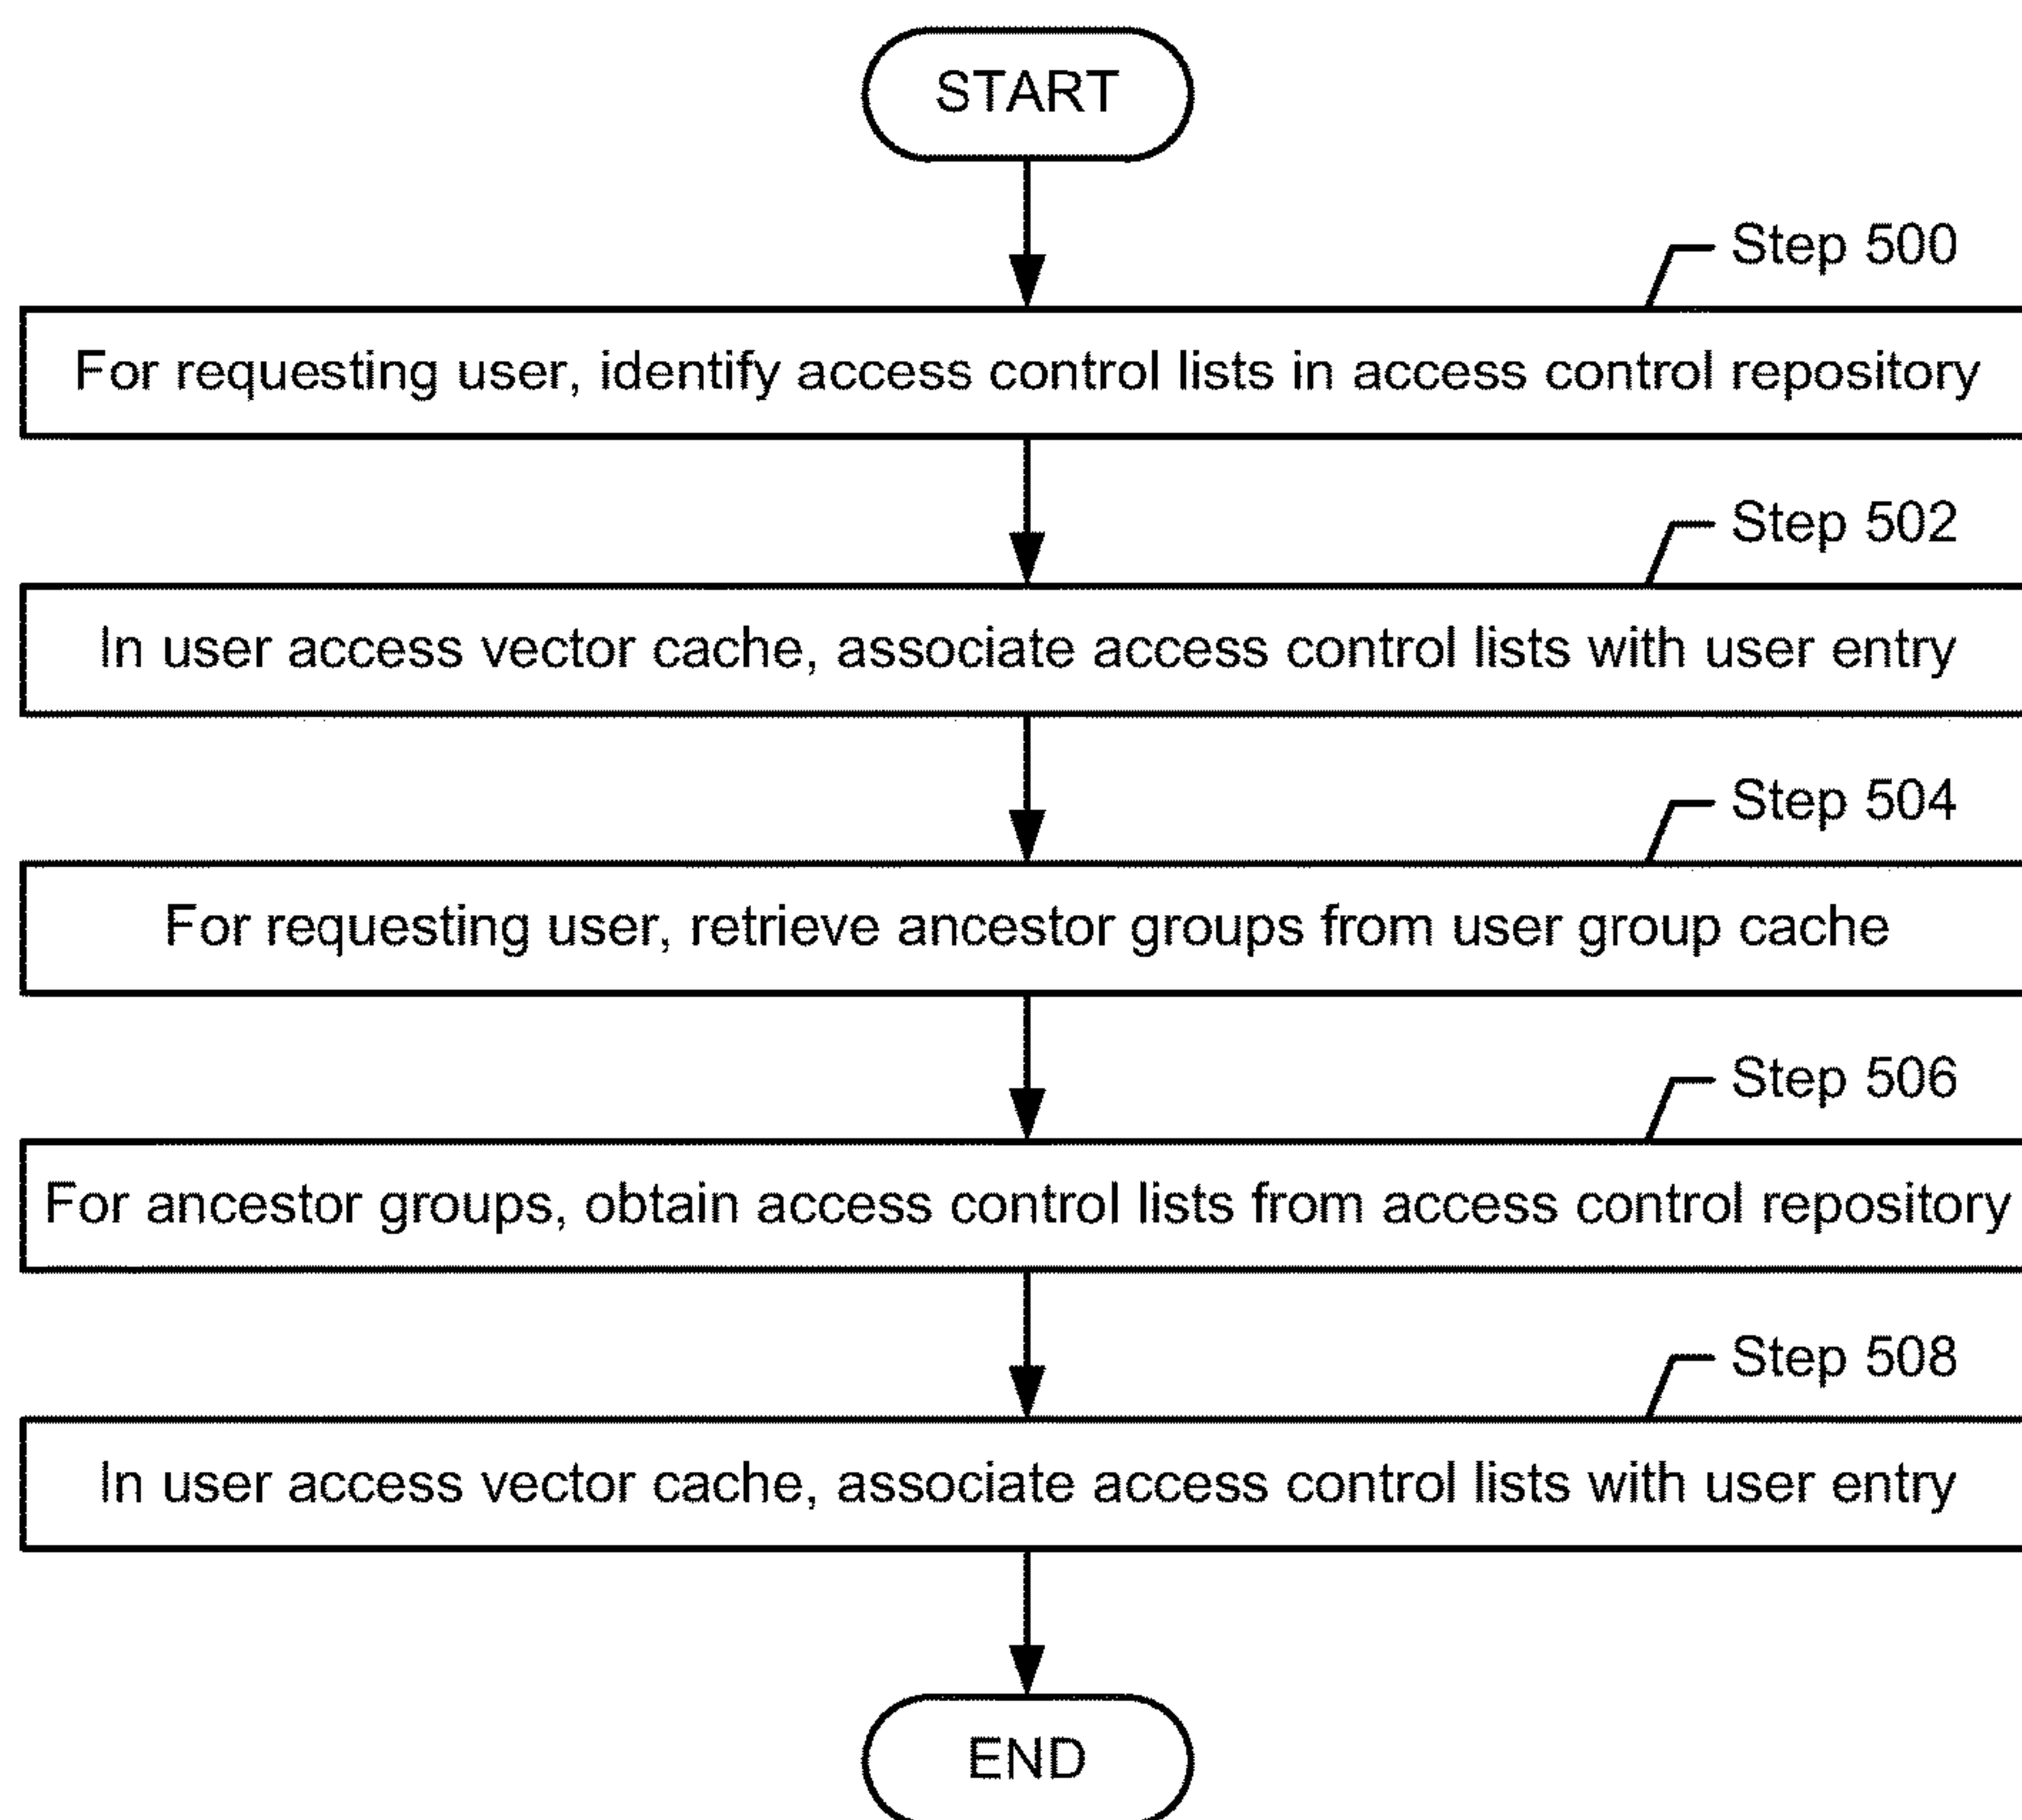 START
Step 500
For requesting user, identify access control lists in access control repository
Step 502
In user access vector cache, associate access control lists with user entry
Step 504
For requesting user, retrieve ancestor groups from user group cache
Step 506
For ancestor groups, obtain access control lists from access control repository
Step 508
In user access vector cache, associate access control lists with user entry
END